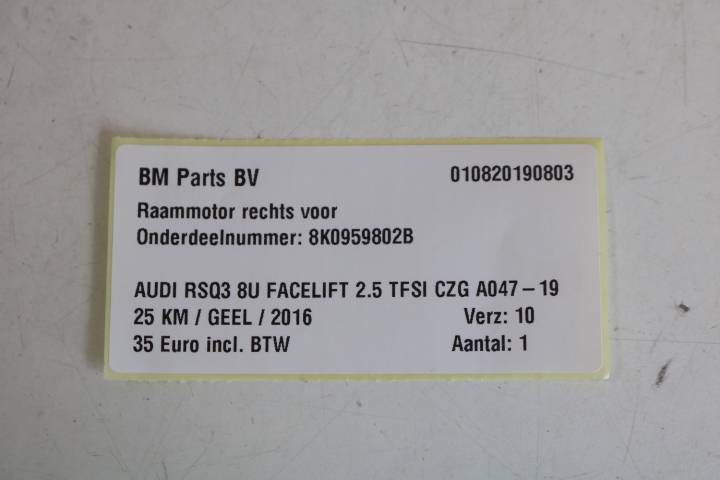 BM Parts BV 010820190803
Raammotor rechts voor
Onderdeelnummer: 8K0959802B
AUDI RSQ3 8U FACELIFT 2.5 TFSI CZG A047-19
25 KM / GEEL / 2016 Verz: 10
35 Euro incl. BTW Aantal: 1